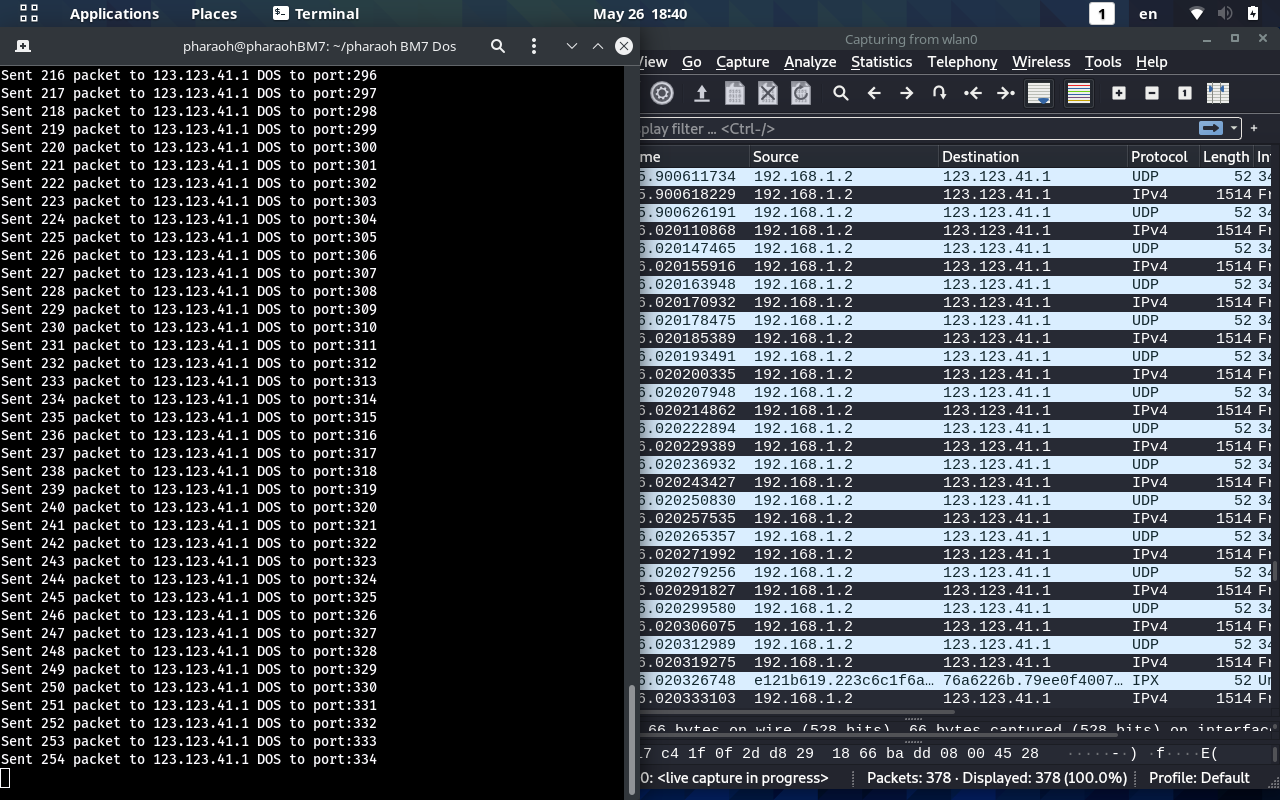 Applications Places Terminal May 26 18:40 1 en
pharaoh@pharaohBM7: ~/pharaoh BM7 Dos
Sent 216 packet to 123.123.41.1 DOS to port:296
Sent 217 packet to 123.123.41.1 DOS to port:297
Sent 218 packet to 123.123.41.1 DOS to port:298
Sent 219 packet to 123.123.41.1 DOS to port:299
Sent 220 packet to 123.123.41.1 DOS to port:300
Sent 221 packet to 123.123.41.1 DOS to port:301
Sent 222 packet to 123.123.41.1 DOS to port:302
Sent 223 packet to 123.123.41.1 DOS to port:303
Sent 224 packet to 123.123.41.1 DOS to port:304
Sent 225 packet to 123.123.41.1 DOS to port:305
Sent 226 packet to 123.123.41.1 DOS to port:306
Sent 227 packet to 123.123.41.1 DOS to port:307
Sent 228 packet to 123.123.41.1 DOS to port:308
Sent 229 packet to 123.123.41.1 DOS to port:309
Sent 230 packet to 123.123.41.1 DOS to port:310
Sent 231 packet to 123.123.41.1 DOS to port:311
Sent 232 packet to 123.123.41.1 DOS to port:312
Sent 233 packet to 123.123.41.1 DOS to port:313
Sent 234 packet to 123.123.41.1 DOS to port:314
Sent 235 packet to 123.123.41.1 DOS to port:315
Sent 236 packet to 123.123.41.1 DOS to port:316
Sent 237 packet to 123.123.41.1 DOS to port:317
Sent 238 packet to 123.123.41.1 DOS to port:318
Sent 239 packet to 123.123.41.1 DOS to port:319
Sent 240 packet to 123.123.41.1 DOS to port:320
Sent 241 packet to 123.123.41.1 DOS to port:321
Sent 242 packet to 123.123.41.1 DOS to port:322
Sent 243 packet to 123.123.41.1 DOS to port:323
Sent 244 packet to 123.123.41.1 DOS to port:324
Sent 245 packet to 123.123.41.1 DOS to port:325
Sent 246 packet to 123.123.41.1 DOS to port:326
Sent 247 packet to 123.123.41.1 DOS to port:327
Sent 248 packet to 123.123.41.1 DOS to port:328
Sent 249 packet to 123.123.41.1 DOS to port:329
Sent 250 packet to 123.123.41.1 DOS to port:330
Sent 251 packet to 123.123.41.1 DOS to port:331
Sent 252 packet to 123.123.41.1 DOS to port:332
Sent 253 packet to 123.123.41.1 DOS to port:333
Sent 254 packet to 123.123.41.1 DOS to port:334
Capturing from wlan0
View Go Capture Analyze Statistics Telephony Wireless Tools Help
play filter … <Ctrl-/>
me Source Destination Protocol Length In
5.900611734 192.168.1.2 123.123.41.1 UDP 52 34
5.900618229 192.168.1.2 123.123.41.1 IPv4 1514 Fr
5.900626191 192.168.1.2 123.123.41.1 UDP 52 34
6.020110868 192.168.1.2 123.123.41.1 IPv4 1514 Fr
6.020147465 192.168.1.2 123.123.41.1 UDP 52 34
6.020155916 192.168.1.2 123.123.41.1 IPv4 1514 Fr
6.020163948 192.168.1.2 123.123.41.1 UDP 52 34
6.020170932 192.168.1.2 123.123.41.1 IPv4 1514 Fr
6.020178475 192.168.1.2 123.123.41.1 UDP 52 34
6.020185389 192.168.1.2 123.123.41.1 IPv4 1514 Fr
6.020193491 192.168.1.2 123.123.41.1 UDP 52 34
6.020200335 192.168.1.2 123.123.41.1 IPv4 1514 Fr
6.020207948 192.168.1.2 123.123.41.1 UDP 52 34
6.020214862 192.168.1.2 123.123.41.1 IPv4 1514 Fr
6.020222894 192.168.1.2 123.123.41.1 UDP 52 34
6.020229389 192.168.1.2 123.123.41.1 IPv4 1514 Fr
6.020236932 192.168.1.2 123.123.41.1 UDP 52 34
6.020243427 192.168.1.2 123.123.41.1 IPv4 1514 Fr
6.020250830 192.168.1.2 123.123.41.1 UDP 52 34
6.020257535 192.168.1.2 123.123.41.1 IPv4 1514 Fr
6.020265357 192.168.1.2 123.123.41.1 UDP 52 34
6.020271992 192.168.1.2 123.123.41.1 IPv4 1514 Fr
6.020279256 192.168.1.2 123.123.41.1 UDP 52 34
6.020291827 192.168.1.2 123.123.41.1 IPv4 1514 Fr
6.020299580 192.168.1.2 123.123.41.1 UDP 52 34
6.020306075 192.168.1.2 123.123.41.1 IPv4 1514 Fr
6.020312989 192.168.1.2 123.123.41.1 UDP 52 34
6.020319275 192.168.1.2 123.123.41.1 IPv4 1514 Fr
6.020326748 e121b619.223c6c1f6a… 76a6226b.79ee0f4007… IPX 52 Un
6.020333103 192.168.1.2 123.123.41.1 IPv4 1514 Fr
66 bytes on wire (528 bits), 66 bytes captured (528 bits) on interface
17 c4 1f 0f 2d d8 29 18 66 ba dd 08 00 45 28 ·····-·) ·f····E(
0: <live capture in progress> Packets: 378 · Displayed: 378 (100.0%) Profile: Default